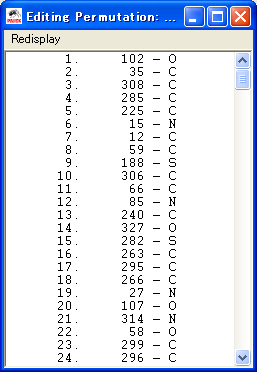 Editing Permutation: ...
Redisplay
1. 102 - O
2. 35 - C
3. 308 - C
4. 285 - C
5. 225 - C
6. 15 - N
7. 12 - C
8. 59 - C
9. 188 - S
10. 306 - C
11. 66 - C
12. 85 - N
13. 240 - C
14. 327 - O
15. 282 - S
16. 263 - C
17. 295 - C
18. 266 - C
19. 27 - N
20. 107 - O
21. 314 - N
22. 58 - O
23. 299 - C
24. 296 - C